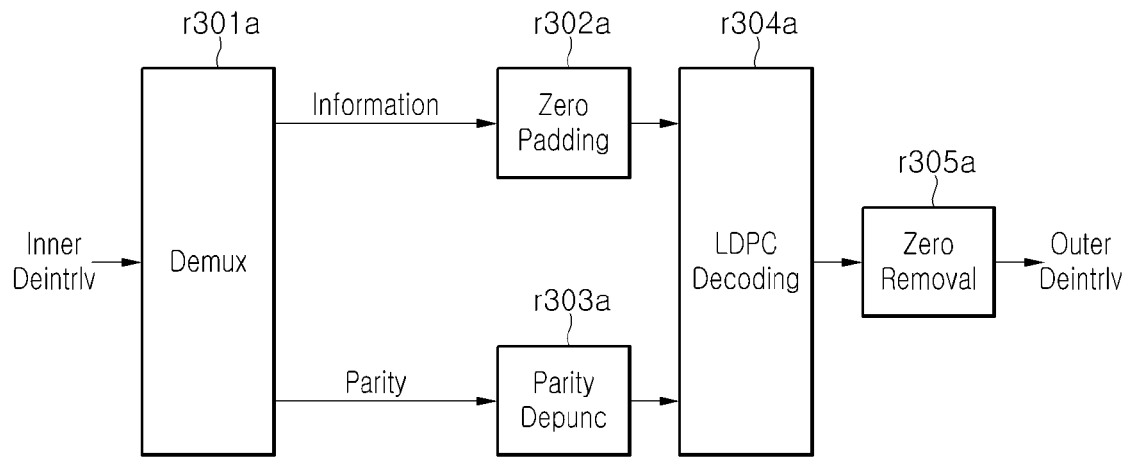 r301a
r302a
r304a
Information
Zero
Padding
r305a
Inner
Deintrlv
Demux
LDPC
Decoding
Zero
Removal
Outer
Deintrlv
r303a
Parity
Parity
Depunc